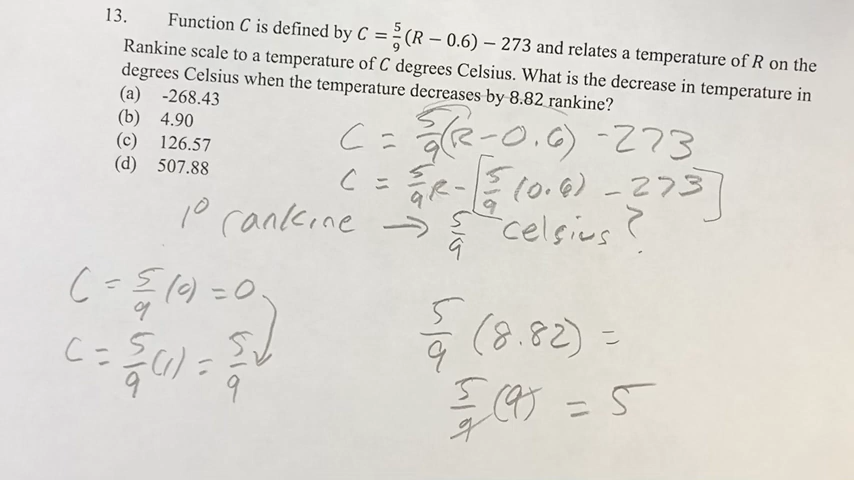 13. Function C is defined by C = 5/9 (R − 0.6) − 273 and relates a temperature of R on the
Rankine scale to a temperature of C degrees Celsius. What is the decrease in temperature in
degrees Celsius when the temperature decreases by 8.82 rankine?
(a) -268.43
(b) 4.90
(c) 126.57
(d) 507.88
C = 5/9 (R − 0.6) − 273
C = 5/9 R − [5/9 (0.6) − 273]
1° rankine → 5/9 celsius?
C = 5/9 (0) = 0
C = 5/9 (1) = 5/9
5/9 (8.82) =
5/9 (9) = 5